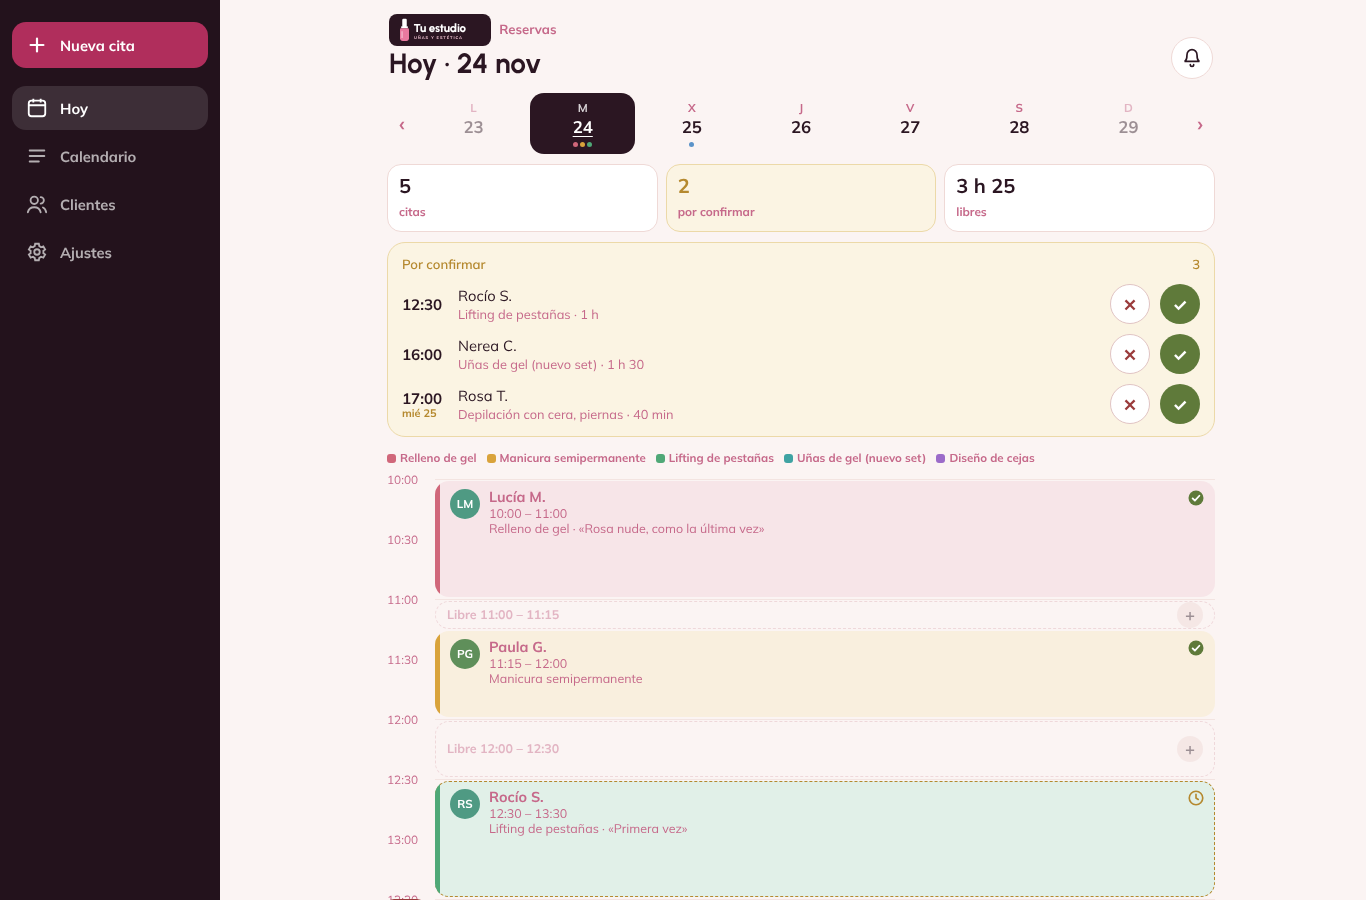 Nueva cita
Hoy
Calendario
Clientes
Ajustes
Tu estudio
UÑAS Y ESTÉTICA
Reservas
Hoy · 24 nov
‹ L M X J V S D ›
23 24 25 26 27 28 29
5
citas
2
por confirmar
3 h 25
libres
Por confirmar 3
12:30 Rocío S.
Lifting de pestañas · 1 h
16:00 Nerea C.
Uñas de gel (nuevo set) · 1 h 30
17:00 Rosa T.
mié 25 Depilación con cera, piernas · 40 min
Relleno de gel Manicura semipermanente Lifting de pestañas Uñas de gel (nuevo set) Diseño de cejas
10:00
LM Lucía M.
10:00 – 11:00
Relleno de gel · «Rosa nude, como la última vez»
10:30
11:00
Libre 11:00 – 11:15 +
PG Paula G.
11:15 – 12:00
Manicura semipermanente
11:30
12:00
Libre 12:00 – 12:30 +
12:30
RS Rocío S.
12:30 – 13:30
Lifting de pestañas · «Primera vez»
13:00